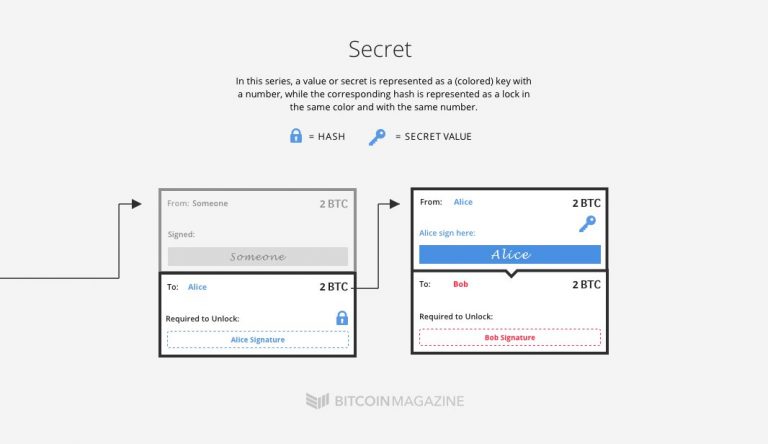 Secret
In this series, a value or secret is represented as a (colored) key with
a number, while the corresponding hash is represented as a lock in
the same color and with the same number.
= HASH = SECRET VALUE
From: Someone 2 BTC
Signed:
Someone
To: Alice 2 BTC
Required to Unlock:
Alice Signature
From: Alice 2 BTC
Alice sign here:
Alice
To: Bob 2 BTC
Required to Unlock:
Bob Signature
BITCOINMAGAZINE